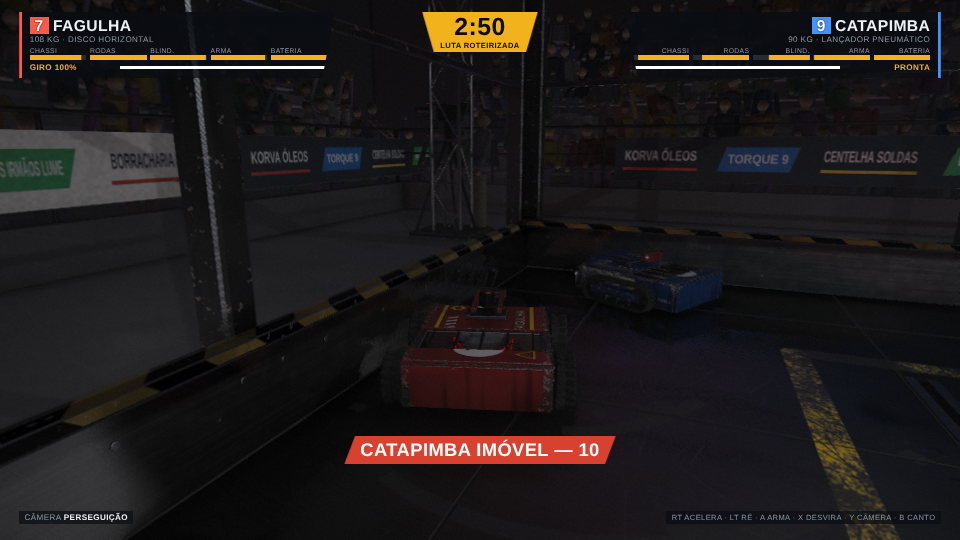 7 FAGULHA
108 KG · DISCO HORIZONTAL
CHASSI RODAS BLIND. ARMA BATERIA
GIRO 100%
2:50
LUTA ROTEIRIZADA
9 CATAPIMBA
90 KG · LANÇADOR PNEUMÁTICO
CHASSI RODAS BLIND. ARMA BATERIA
PRONTA
S IRMÃOS LUME
BORRACHARIA
KORVA ÓLEOS
TORQUE 9
CENTELHA SOLDAS
KORVA ÓLEOS
TORQUE 9
CENTELHA SOLDAS
CATAPIMBA IMÓVEL — 10
CÂMERA PERSEGUIÇÃO
RT ACELERA · LT RÉ · A ARMA · X DESVIRA · Y CÂMERA · B CANTO